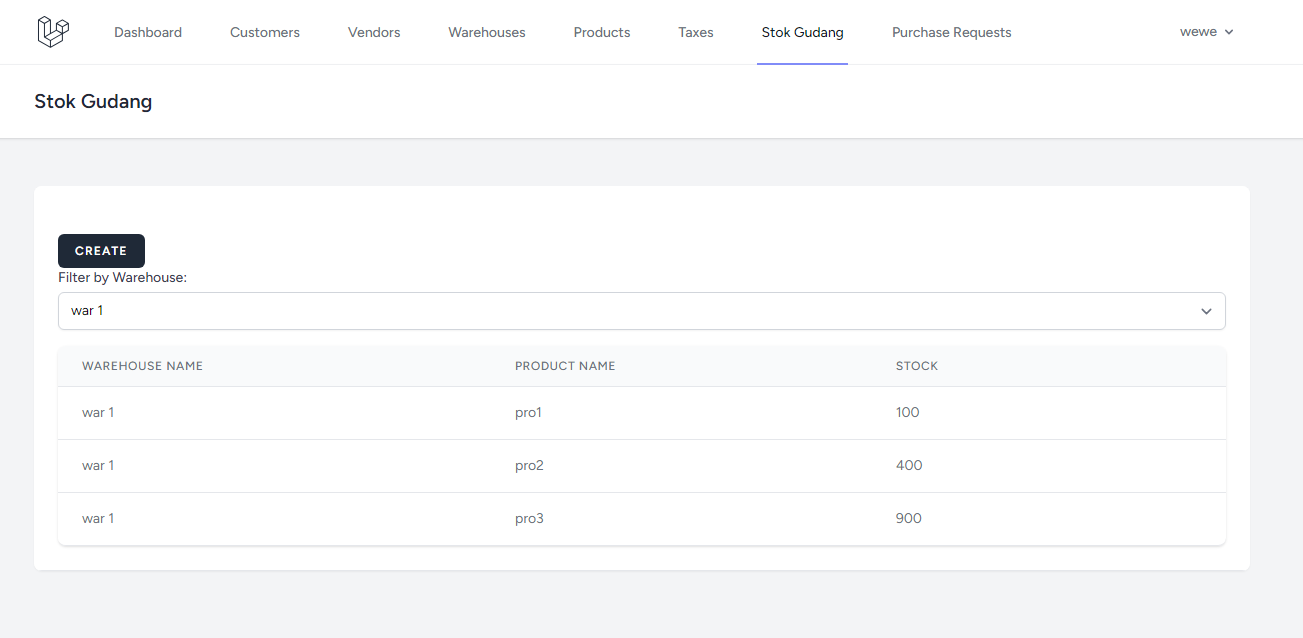 Dashboard Customers Vendors Warehouses Products Taxes Stok Gudang Purchase Requests wewe
Stok Gudang
CREATE
Filter by Warehouse:
war 1
WAREHOUSE NAME PRODUCT NAME STOCK
war 1 pro1 100
war 1 pro2 400
war 1 pro3 900